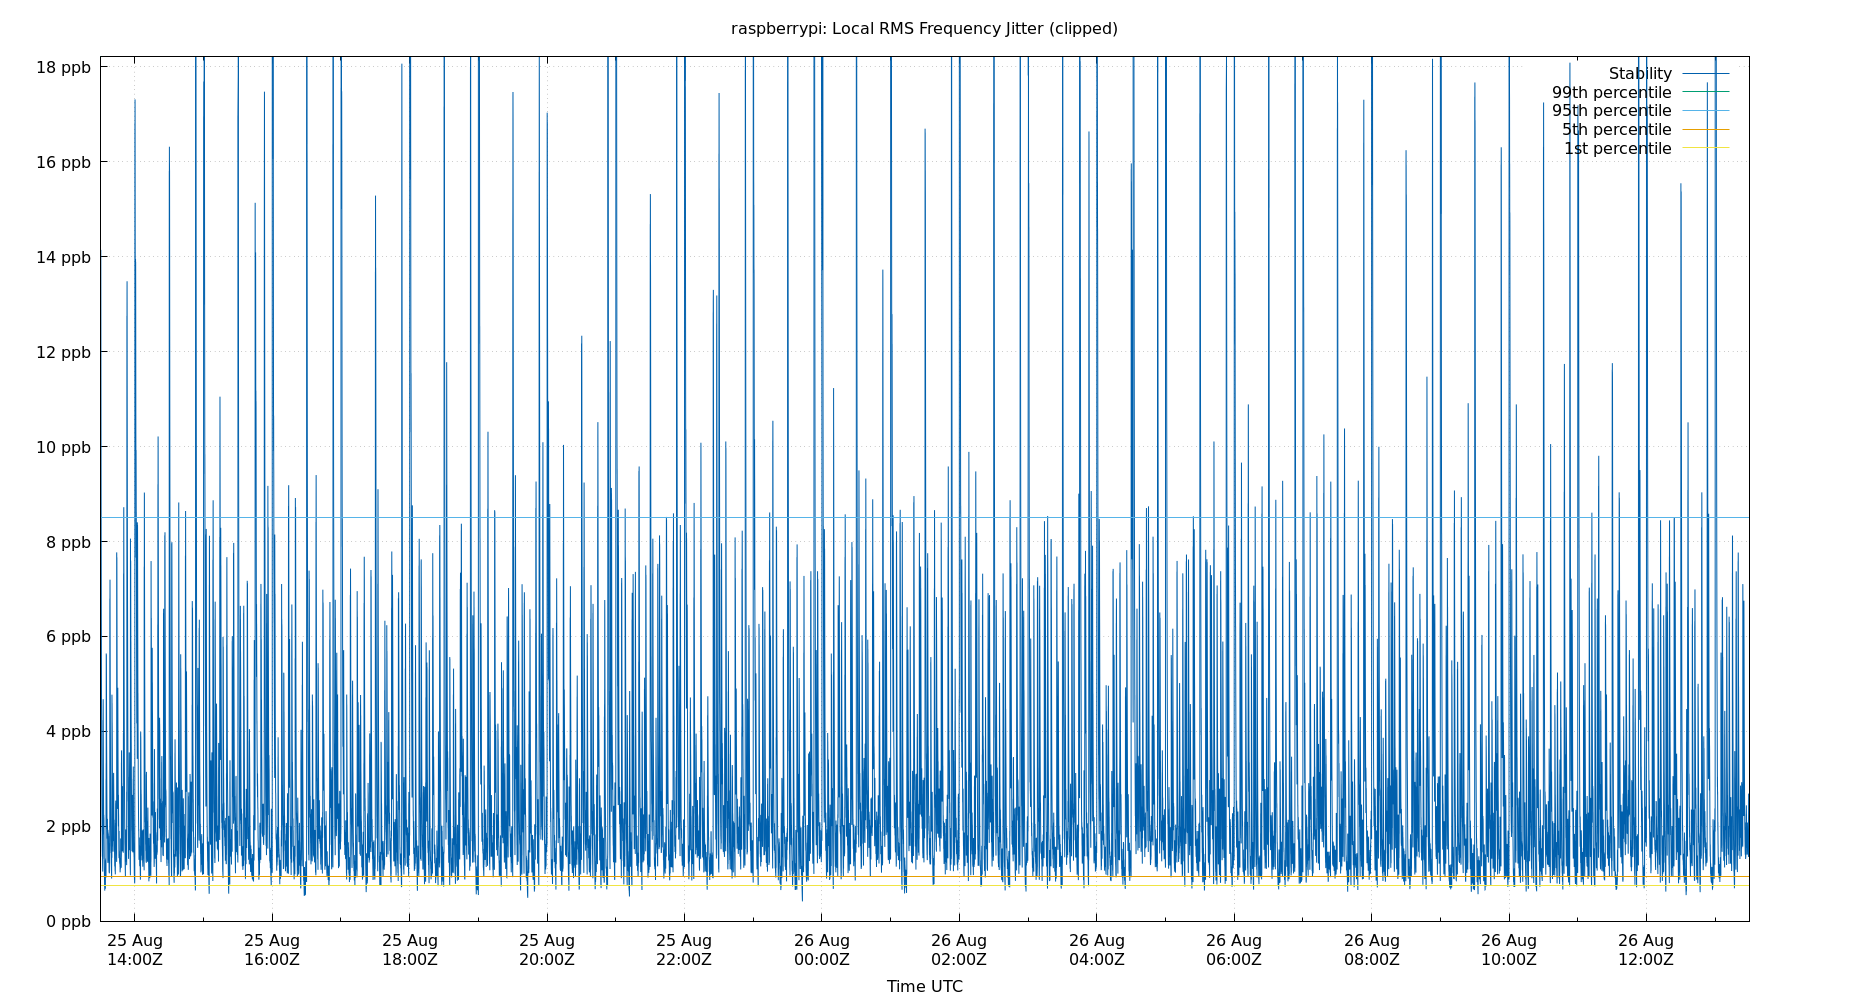 raspberrypi: Local RMS Frequency Jitter (clipped)
18 ppb
16 ppb
14 ppb
12 ppb
10 ppb
8 ppb
6 ppb
4 ppb
2 ppb
0 ppb
Stability
99th percentile
95th percentile
5th percentile
1st percentile
25 Aug 25 Aug 25 Aug 25 Aug 25 Aug 26 Aug 26 Aug 26 Aug 26 Aug 26 Aug 26 Aug 26 Aug
14:00Z 16:00Z 18:00Z 20:00Z 22:00Z 00:00Z 02:00Z 04:00Z 06:00Z 08:00Z 10:00Z 12:00Z
Time UTC